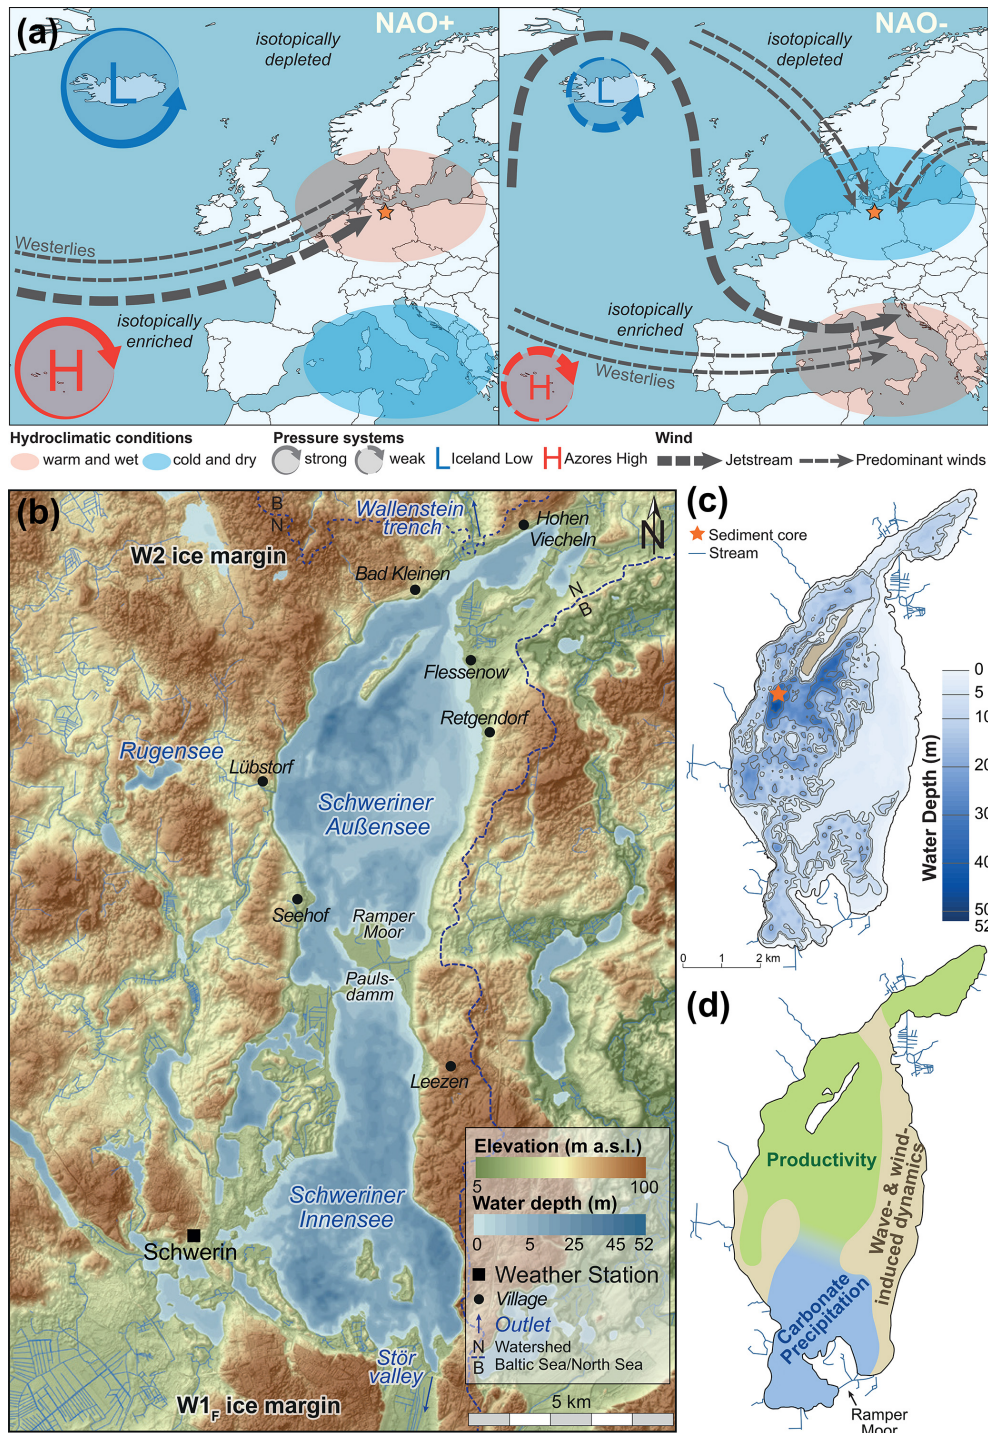 (a)
NAO+
isotopically
depleted
L
Westerlies
isotopically
enriched
H
NAO-
isotopically
depleted
L
isotopically
enriched
Westerlies
H
Hydroclimatic conditions
warm and wet
cold and dry
Pressure systems
strong
weak
L Iceland Low
H Azores High
Wind
Jetstream
Predominant winds
(b)
B
N
Wallenstein
trench
Hohen
Viecheln
N
W2 ice margin
Bad Kleinen
N
B
Flessenow
Retgendorf
Rugensee
Lübstorf
Schweriner
Außensee
Seehof
Ramper
Moor
Pauls-
damm
Leezen
Schweriner
Innensee
Schwerin
Stör
valley
W1F ice margin
Elevation (m a.s.l.)
5 100
Water depth (m)
0 5 25 45 52
Weather Station
Village
Outlet
N Watershed
B Baltic Sea/North Sea
5 km
(c)
Sediment core
Stream
Water Depth (m)
0
5
10
20
30
40
50
52
0 1 2 km
(d)
Productivity
Wave- & wind-
induced dynamics
Carbonate
Precipitation
Ramper
Moor